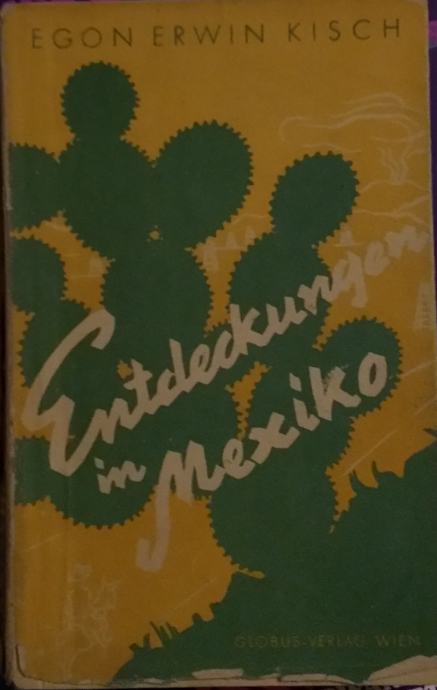 EGON ERWIN KISCH
Entdeckungen
in Mexiko
GLOBUS-VERLAG WIEN